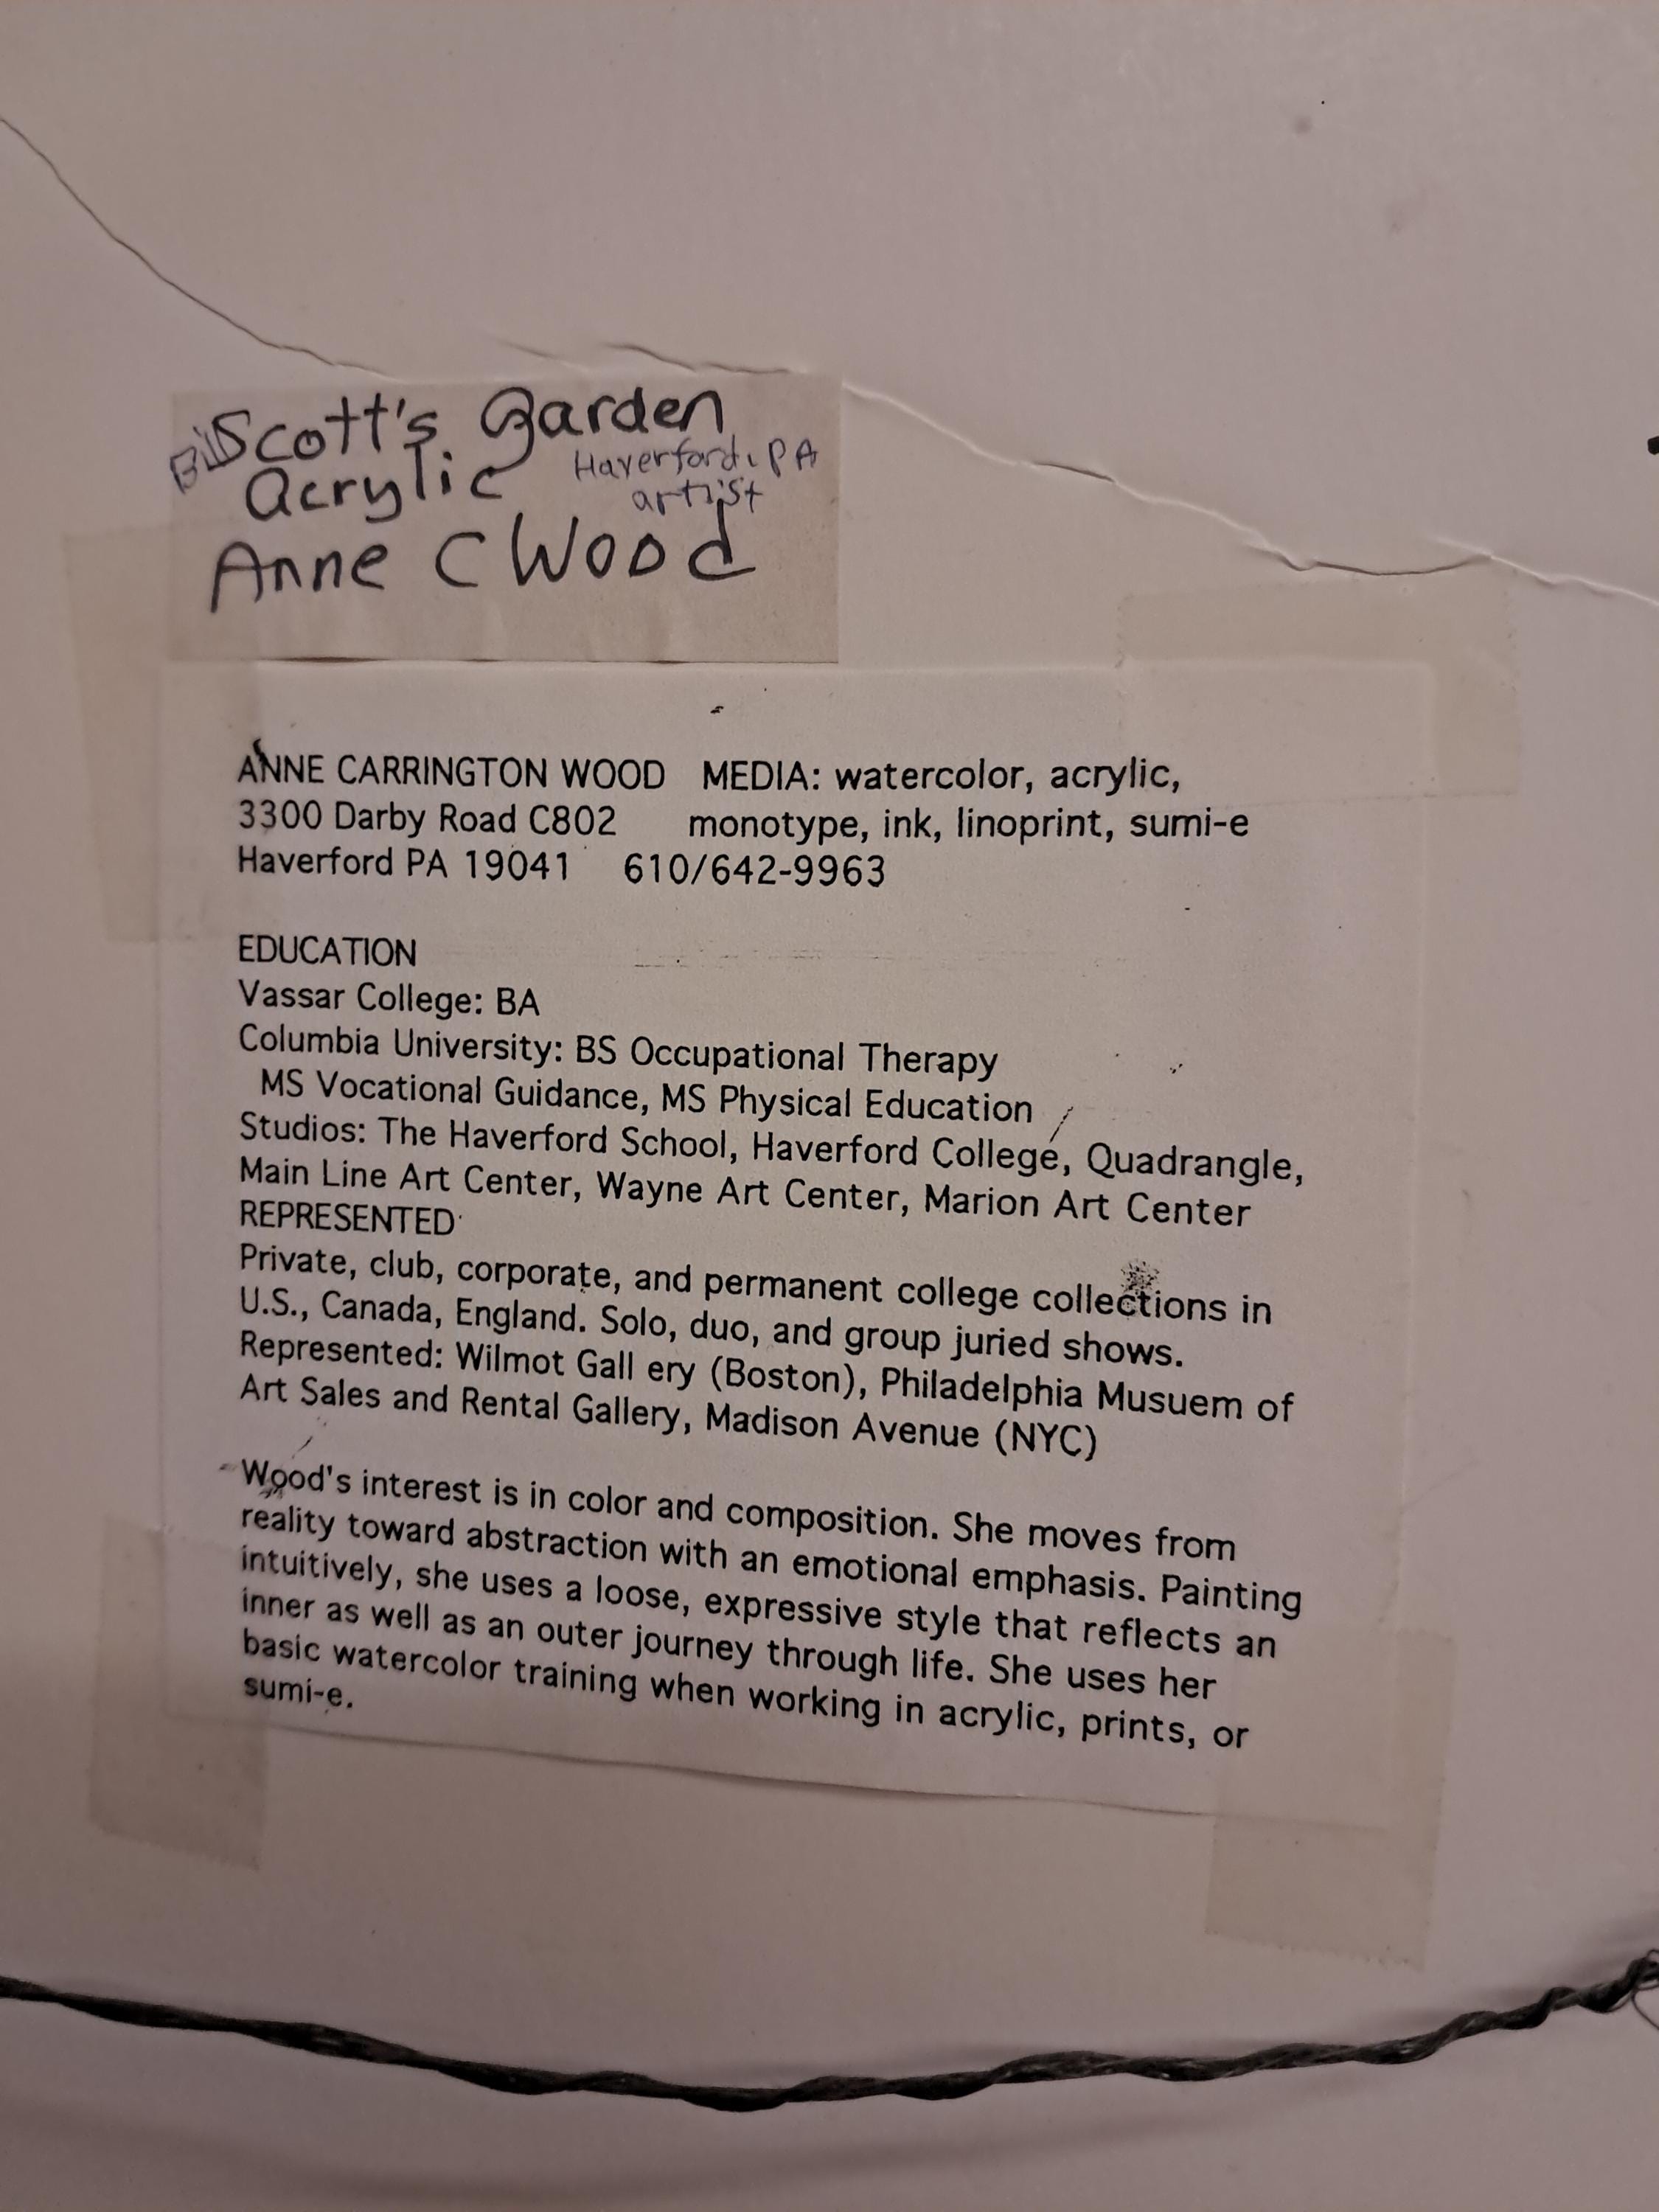 Bill Scott's Garden
Acrylic Haverford, PA
artist
Anne C Wood
ANNE CARRINGTON WOOD MEDIA: watercolor, acrylic,
3300 Darby Road C802 monotype, ink, linoprint, sumi-e
Haverford PA 19041 610/642-9963
EDUCATION
Vassar College: BA
Columbia University: BS Occupational Therapy
MS Vocational Guidance, MS Physical Education
Studios: The Haverford School, Haverford College, Quadrangle,
Main Line Art Center, Wayne Art Center, Marion Art Center
REPRESENTED
Private, club, corporate, and permanent college collections in
U.S., Canada, England. Solo, duo, and group juried shows.
Represented: Wilmot Gall ery (Boston), Philadelphia Musuem of
Art Sales and Rental Gallery, Madison Avenue (NYC)
Wood's interest is in color and composition. She moves from
reality toward abstraction with an emotional emphasis. Painting
intuitively, she uses a loose, expressive style that reflects an
inner as well as an outer journey through life. She uses her
basic watercolor training when working in acrylic, prints, or
sumi-e.